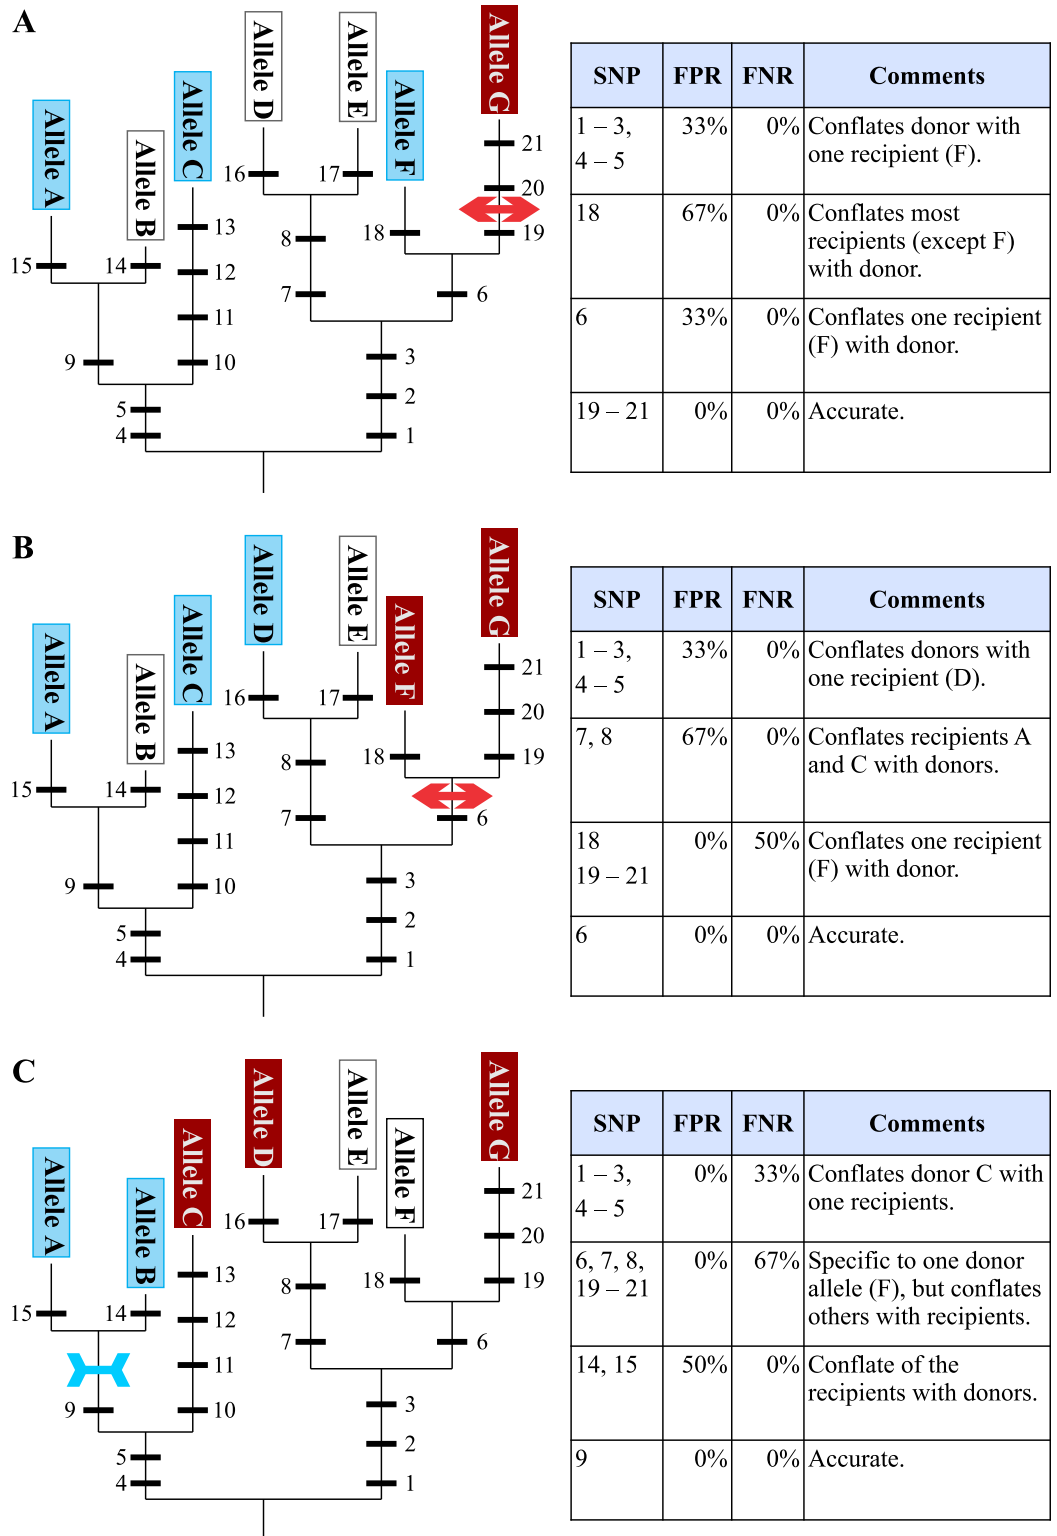 A
Allele A
Allele B
Allele C
Allele D
Allele E
Allele F
Allele G
21
16
17
20
13
8
18
19
15
14
12
7
6
11
9
10
3
5
2
4
1
SNP FPR FNR Comments
1 – 3, 33% 0% Conflates donor with
4 – 5 one recipient (F).
18 67% 0% Conflates most
recipients (except F)
with donor.
6 33% 0% Conflates one recipient
(F) with donor.
19 – 21 0% 0% Accurate.
B
Allele A
Allele B
Allele C
Allele D
Allele E
Allele F
Allele G
21
16
17
20
13
8
18
19
15
14
12
7
6
11
9
10
3
5
2
4
1
SNP FPR FNR Comments
1 – 3, 33% 0% Conflates donors with
4 – 5 one recipient (D).
7, 8 67% 0% Conflates recipients A
and C with donors.
18 0% 50% Conflates one recipient
19 – 21 (F) with donor.
6 0% 0% Accurate.
C
Allele A
Allele B
Allele C
Allele D
Allele E
Allele F
Allele G
21
16
17
20
13
8
18
19
15
14
12
7
6
11
9
10
3
5
2
4
1
SNP FPR FNR Comments
1 – 3, 0% 33% Conflates donor C with
4 – 5 one recipients.
6, 7, 8, 0% 67% Specific to one donor
19 – 21 allele (F), but conflates
others with recipients.
14, 15 50% 0% Conflate of the
recipients with donors.
9 0% 0% Accurate.